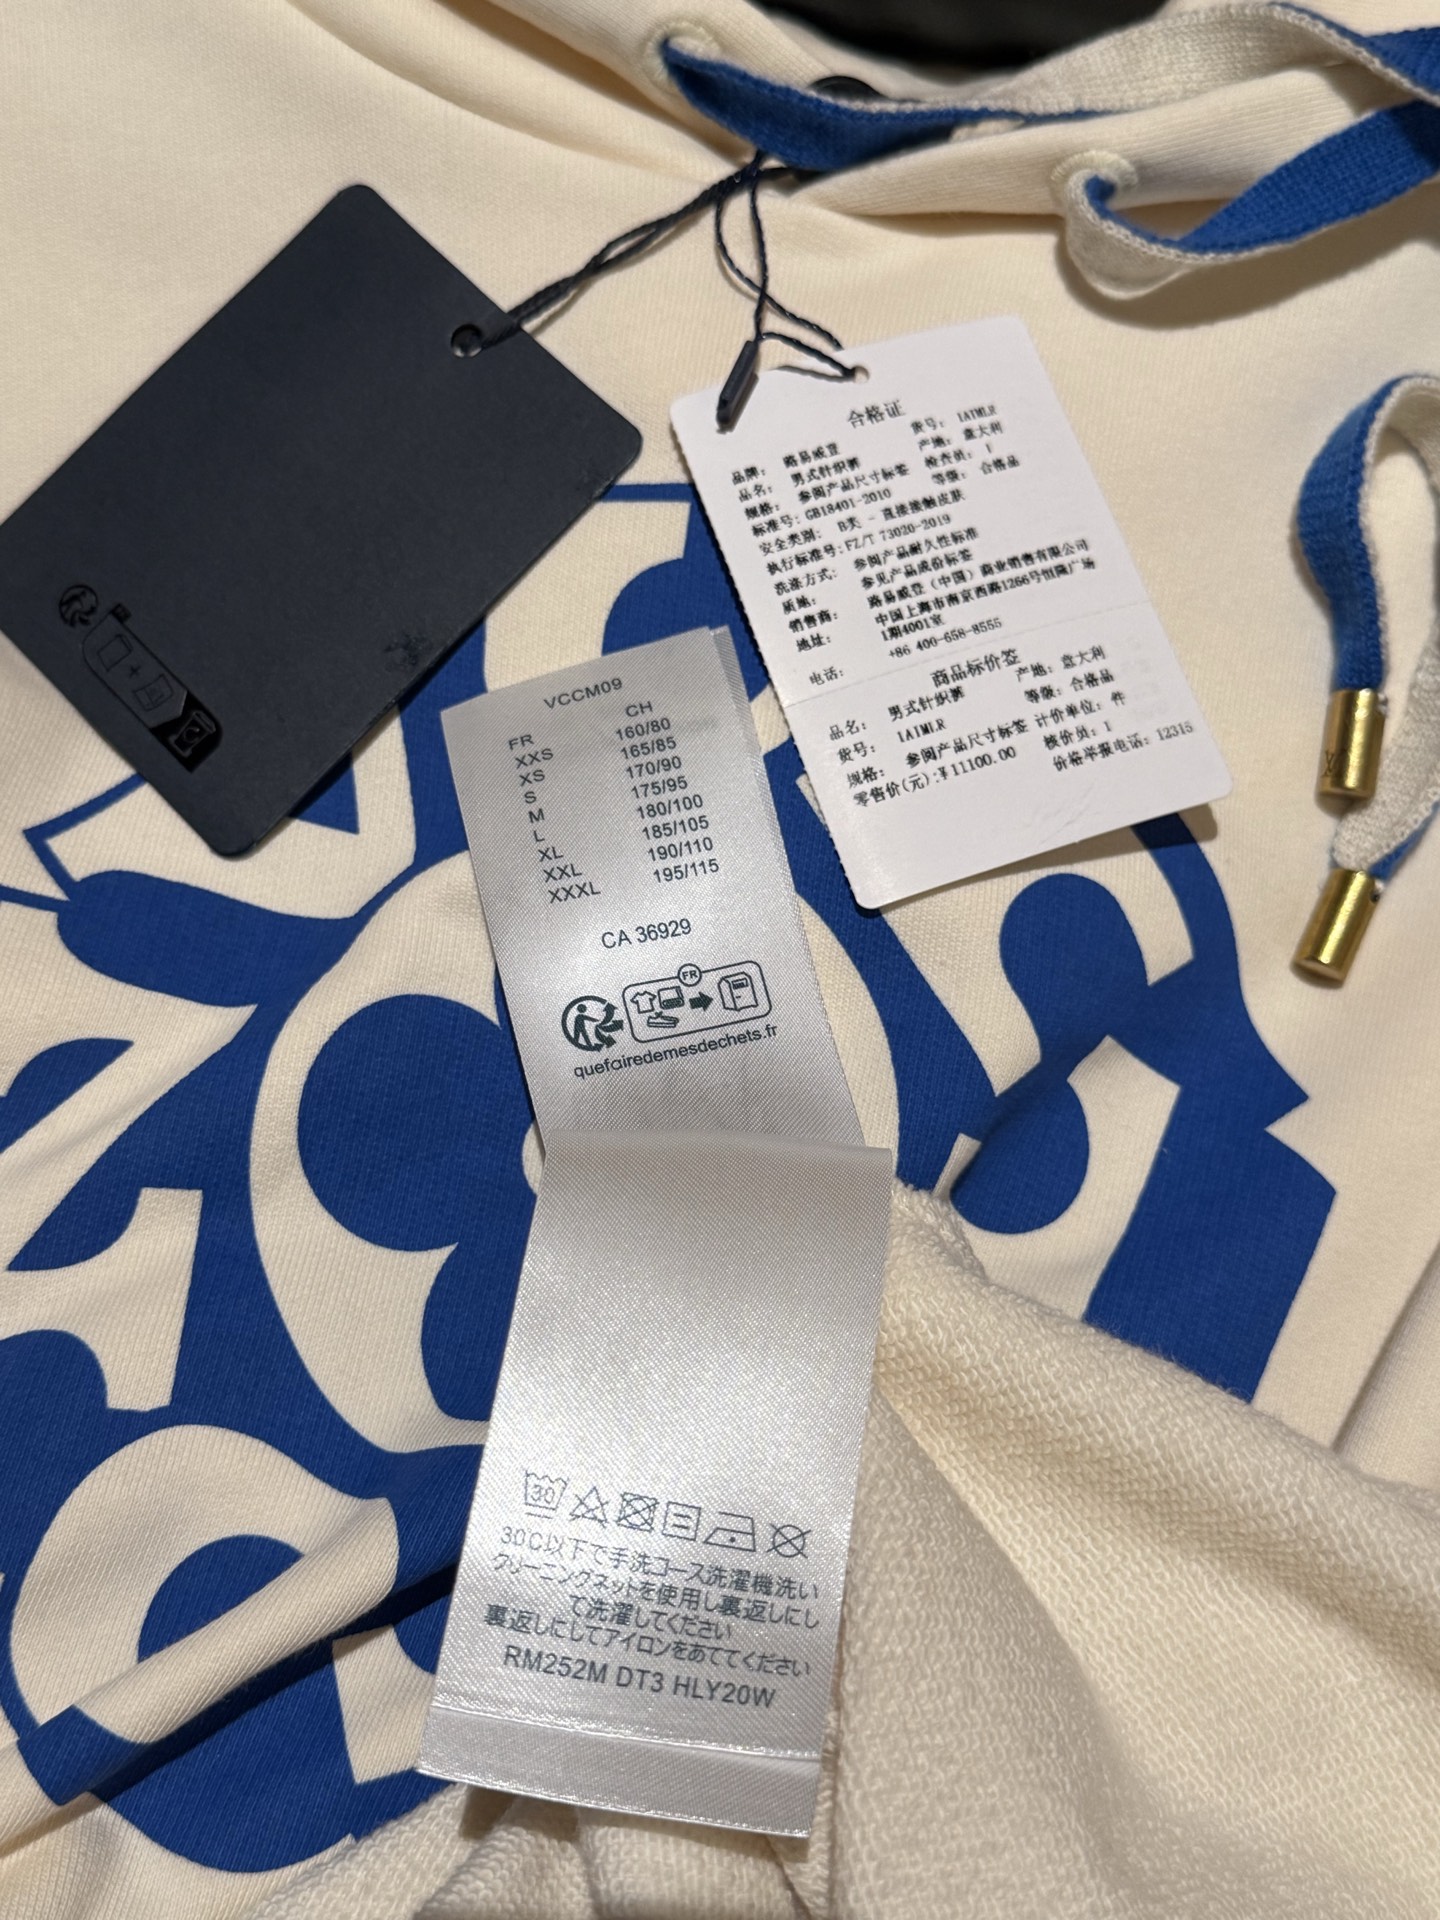 合格证
货号: 1AIMLR
品牌: 路易威登 产地: 意大利
品名: 男式针织裤 检查员: 1
规格: 参阅产品尺寸标签 等级: 合格品
标准号: GB18401-2010
安全类别: B类 - 直接接触皮肤
执行标准号: FZ/T 73020-2019
洗涤方式: 参阅产品耐久性标准
质地: 参见产品成份标签
销售商: 路易威登(中国)商业销售有限公司
地址: 中国上海市南京西路1266号恒隆广场
1期4001室
电话: +86 400-658-8555
商品标价签
品名: 男式针织裤 产地: 意大利
货号: 1AIMLR 等级: 合格品
规格: 参阅产品尺寸标签 计价单位: 件
零售价(元):¥11100.00 核价员: 1
价格举报电话: 12315
VCCM09
FR CH
XXS 160/80
XS 165/85
S 170/90
M 175/95
L 180/100
XL 185/105
XXL 190/110
XXXL 195/115
CA 36929
FR
quefairedemesdechets.fr
30
30℃以下で手洗コース洗濯機洗い
クリーニングネットを使用し裏返しにし
て洗濯してください
裏返しにしてアイロンをあててください
RM252M DT3 HLY20W
LV